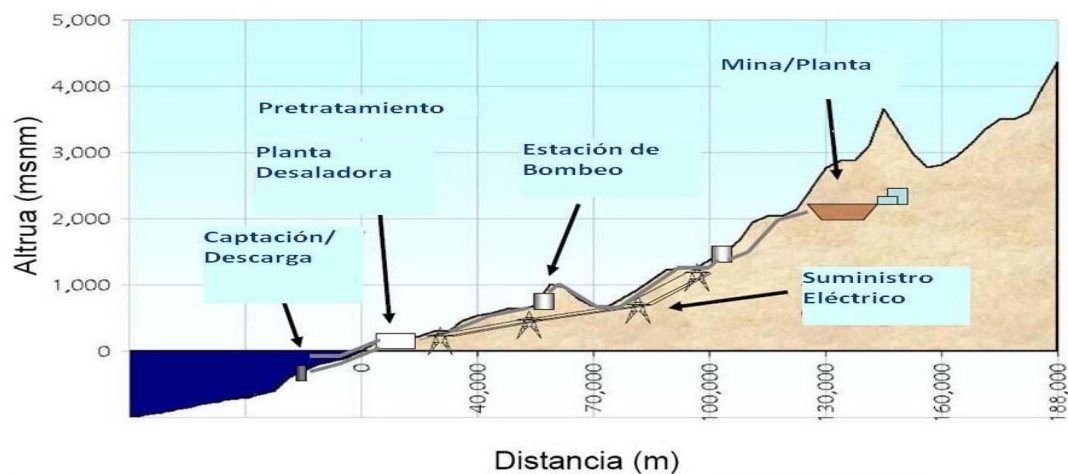 5,000
4,000
3,000
2,000
1,000
0
Altrua (msnm)
Mina/Planta
Pretratamiento
Planta
Desaladora
Estación de
Bombeo
Captación/
Descarga
Suministro
Eléctrico
0
40,000
70,000
100,000
130,000
160,000
188,000
Distancia (m)